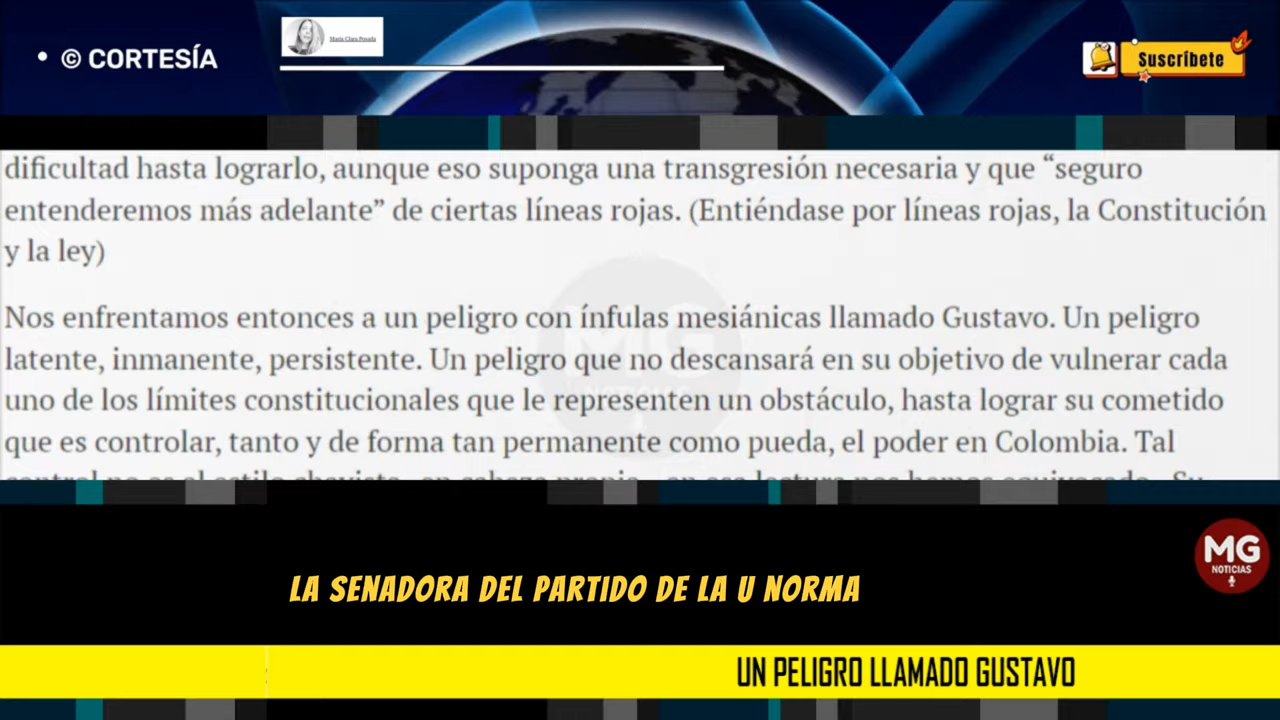 • © CORTESÍA
María Clara Posada
Suscríbete
dificultad hasta lograrlo, aunque eso suponga una transgresión necesaria y que “seguro
entenderemos más adelante” de ciertas líneas rojas. (Entiéndase por líneas rojas, la Constitución
y la ley)
Nos enfrentamos entonces a un peligro con ínfulas mesiánicas llamado Gustavo. Un peligro
latente, inmanente, persistente. Un peligro que no descansará en su objetivo de vulnerar cada
uno de los límites constitucionales que le representen un obstáculo, hasta lograr su cometido
que es controlar, tanto y de forma tan permanente como pueda, el poder en Colombia. Tal
MG
NOTICIAS
MG
NOTICIAS
LA SENADORA DEL PARTIDO DE LA U NORMA
UN PELIGRO LLAMADO GUSTAVO